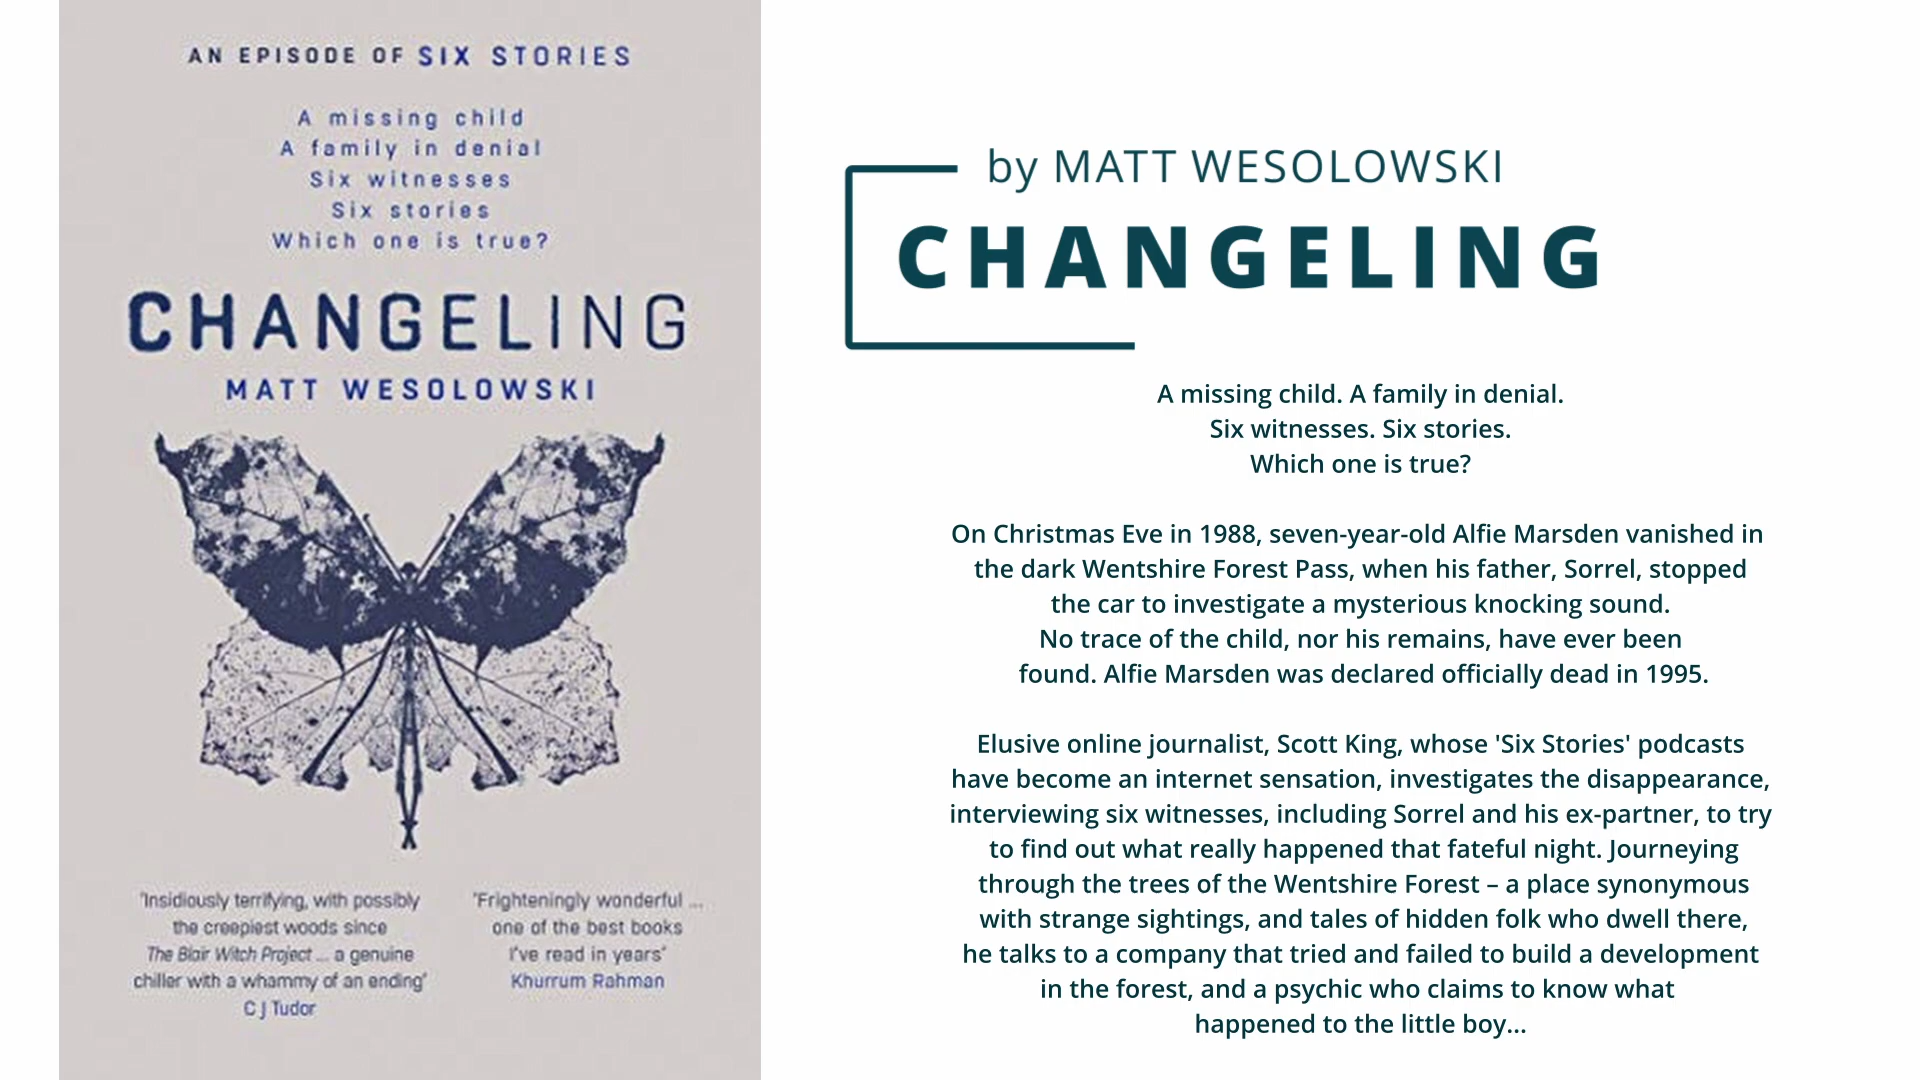 AN EPISODE OF SIX STORIES
A missing child
A family in denial
Six witnesses
Six stories
Which one is true?
CHANGELING
MATT WESOLOWSKI
'Insidiously terrifying, with possibly
the creepiest woods since
The Blair Witch Project ... a genuine
chiller with a whammy of an ending'
C J Tudor
'Frighteningly wonderful ...
one of the best books
I've read in years'
Khurrum Rahman
by MATT WESOLOWSKI
CHANGELING
A missing child. A family in denial.
Six witnesses. Six stories.
Which one is true?
On Christmas Eve in 1988, seven-year-old Alfie Marsden vanished in
the dark Wentshire Forest Pass, when his father, Sorrel, stopped
the car to investigate a mysterious knocking sound.
No trace of the child, nor his remains, have ever been
found. Alfie Marsden was declared officially dead in 1995.
Elusive online journalist, Scott King, whose 'Six Stories' podcasts
have become an internet sensation, investigates the disappearance,
interviewing six witnesses, including Sorrel and his ex-partner, to try
to find out what really happened that fateful night. Journeying
through the trees of the Wentshire Forest – a place synonymous
with strange sightings, and tales of hidden folk who dwell there,
he talks to a company that tried and failed to build a development
in the forest, and a psychic who claims to know what
happened to the little boy...